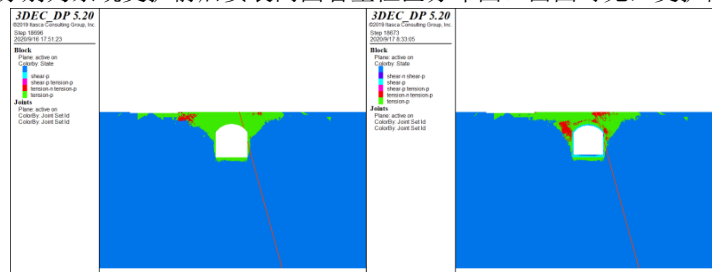 3DEC_DP 5.20
©2019 Itasca Consulting Group, Inc.
Step 18696
2020/9/16 17:51:23
Block
Plane: active on
Colorby: State
shear-p
shear-p tension-p
tension-n tension-p
tension-p
Joints
Plane: active on
ColorBy: Joint Set Id
ColorBy: Joint Set Id
3DEC_DP 5.20
©2019 Itasca Consulting Group, Inc.
Step 18673
2020/9/17 8:33:05
Block
Plane: active on
Colorby: State
shear-n shear-p
shear-p
shear-p tension-p
tension-n tension-p
tension-p
Joints
Plane: active on
ColorBy: Joint Set Id
ColorBy: Joint Set Id